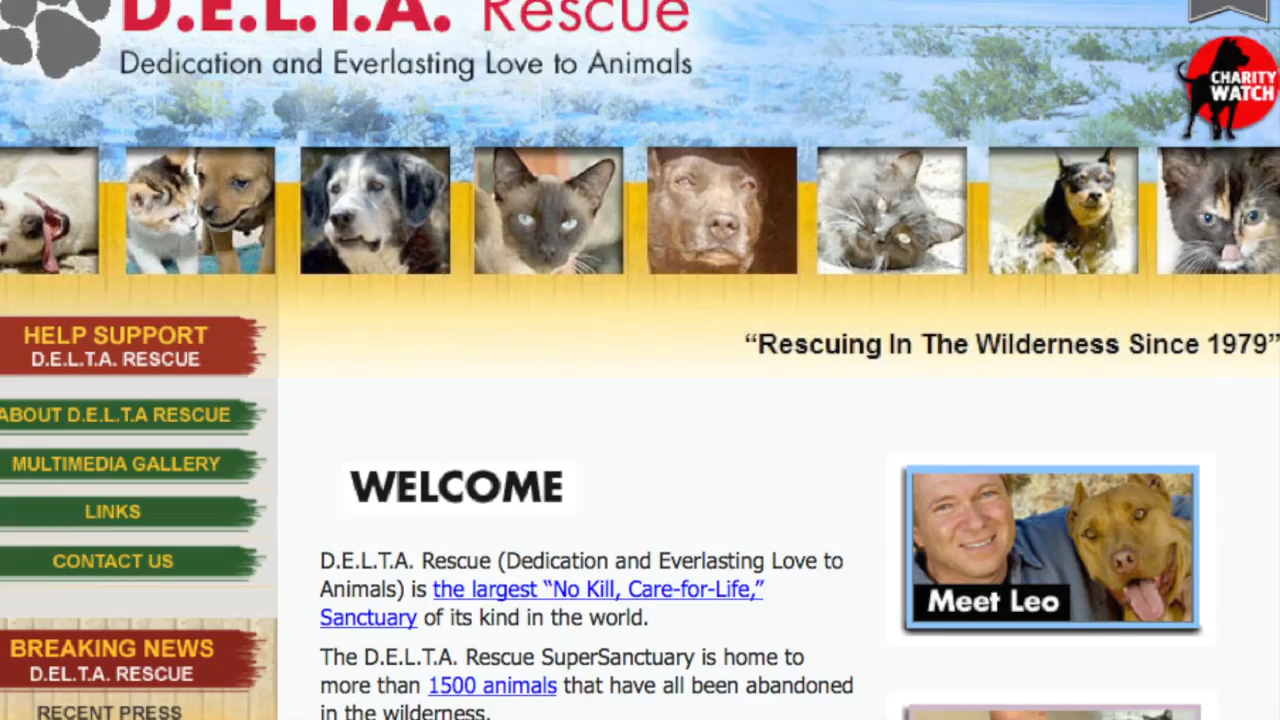 D.E.L.T.A. Rescue
Dedication and Everlasting Love to Animals
CHARITY
WATCH
"Rescuing In The Wilderness Since 1979"
HELP SUPPORT
D.E.L.T.A. RESCUE
ABOUT D.E.L.T.A RESCUE
MULTIMEDIA GALLERY
LINKS
CONTACT US
BREAKING NEWS
D.EL.T.A. RESCUE
RECENT PRESS
WELCOME
D.E.L.T.A. Rescue (Dedication and Everlasting Love to
Animals) is the largest “No Kill, Care-for-Life,”
Sanctuary of its kind in the world.
The D.E.L.T.A. Rescue SuperSanctuary is home to
more than 1500 animals that have all been abandoned
in the wilderness.
Meet Leo